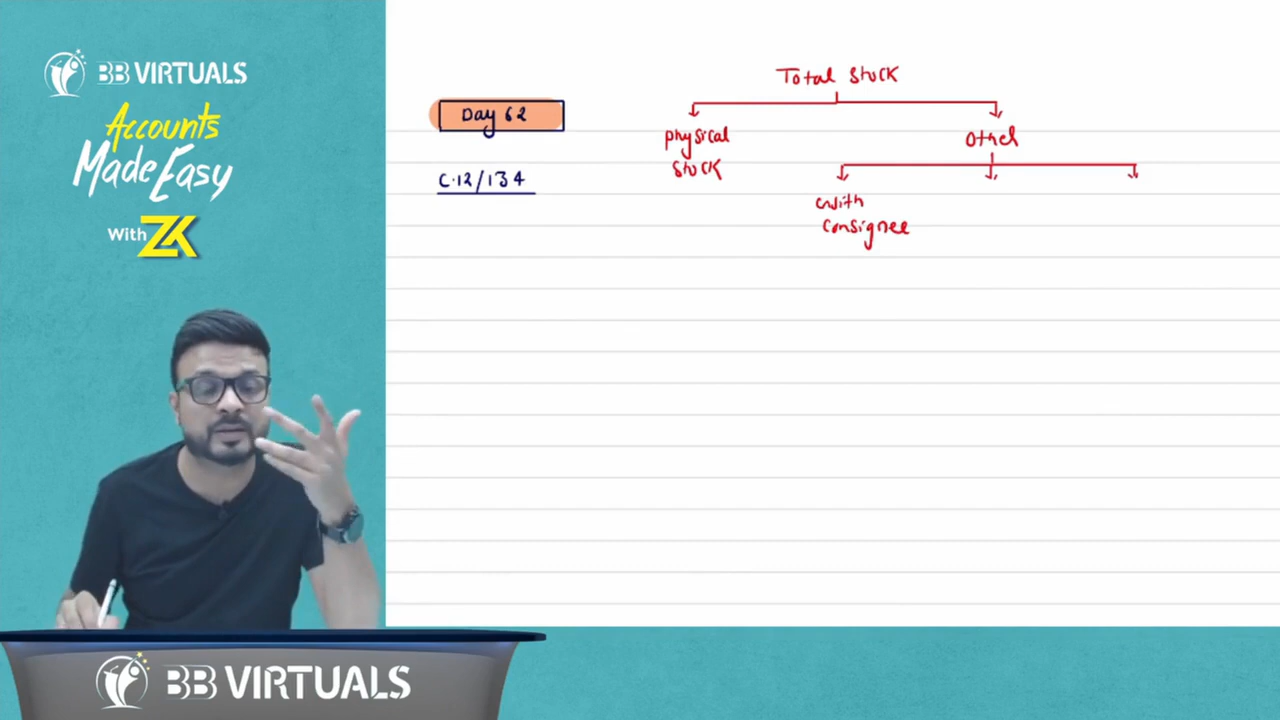 BB VIRTUALS
Accounts
Made Easy
With ZK
Day 62
C.12/134
Total Stock
Physical
Stock
Other
With
Consignee
BB VIRTUALS